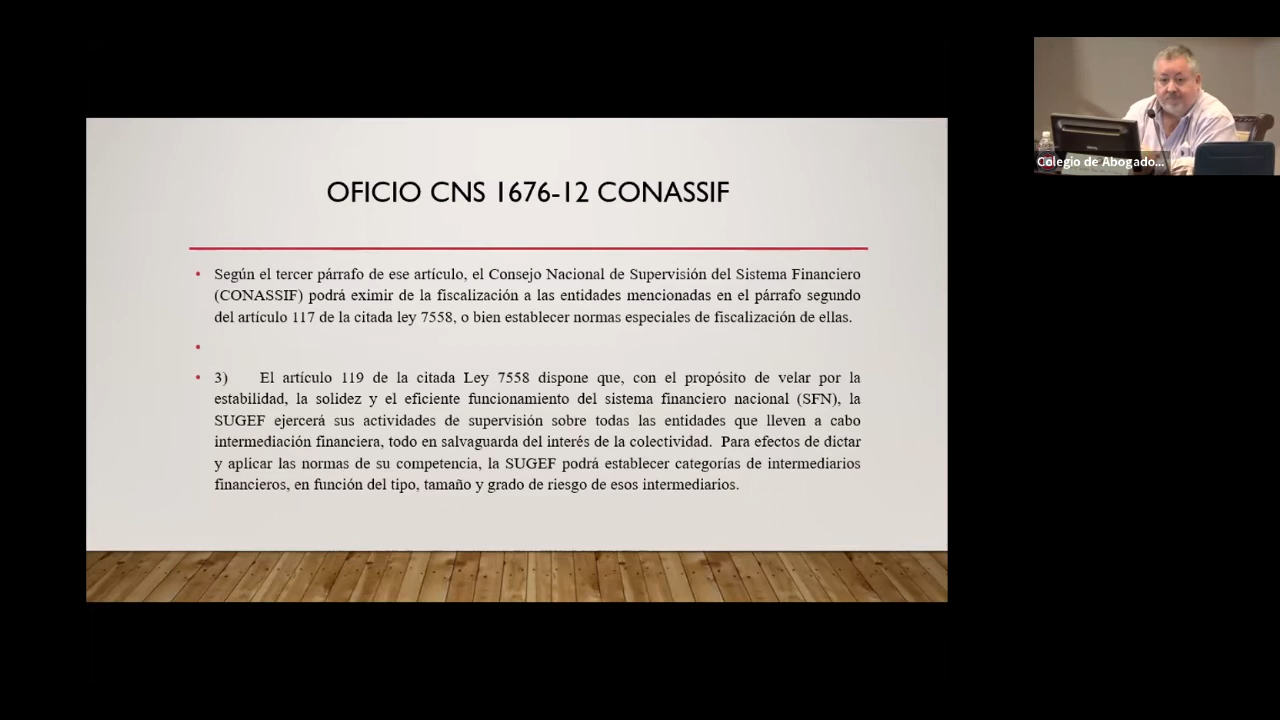 OFICIO CNS 1676-12 CONASSIF
• Según el tercer párrafo de ese artículo, el Consejo Nacional de Supervisión del Sistema Financiero
(CONASSIF) podrá eximir de la fiscalización a las entidades mencionadas en el párrafo segundo
del artículo 117 de la citada ley 7558, o bien establecer normas especiales de fiscalización de ellas.
•
• 3) El artículo 119 de la citada Ley 7558 dispone que, con el propósito de velar por la
estabilidad, la solidez y el eficiente funcionamiento del sistema financiero nacional (SFN), la
SUGEF ejercerá sus actividades de supervisión sobre todas las entidades que lleven a cabo
intermediación financiera, todo en salvaguarda del interés de la colectividad. Para efectos de dictar
y aplicar las normas de su competencia, la SUGEF podrá establecer categorías de intermediarios
financieros, en función del tipo, tamaño y grado de riesgo de esos intermediarios.
Colegio de Abogado...